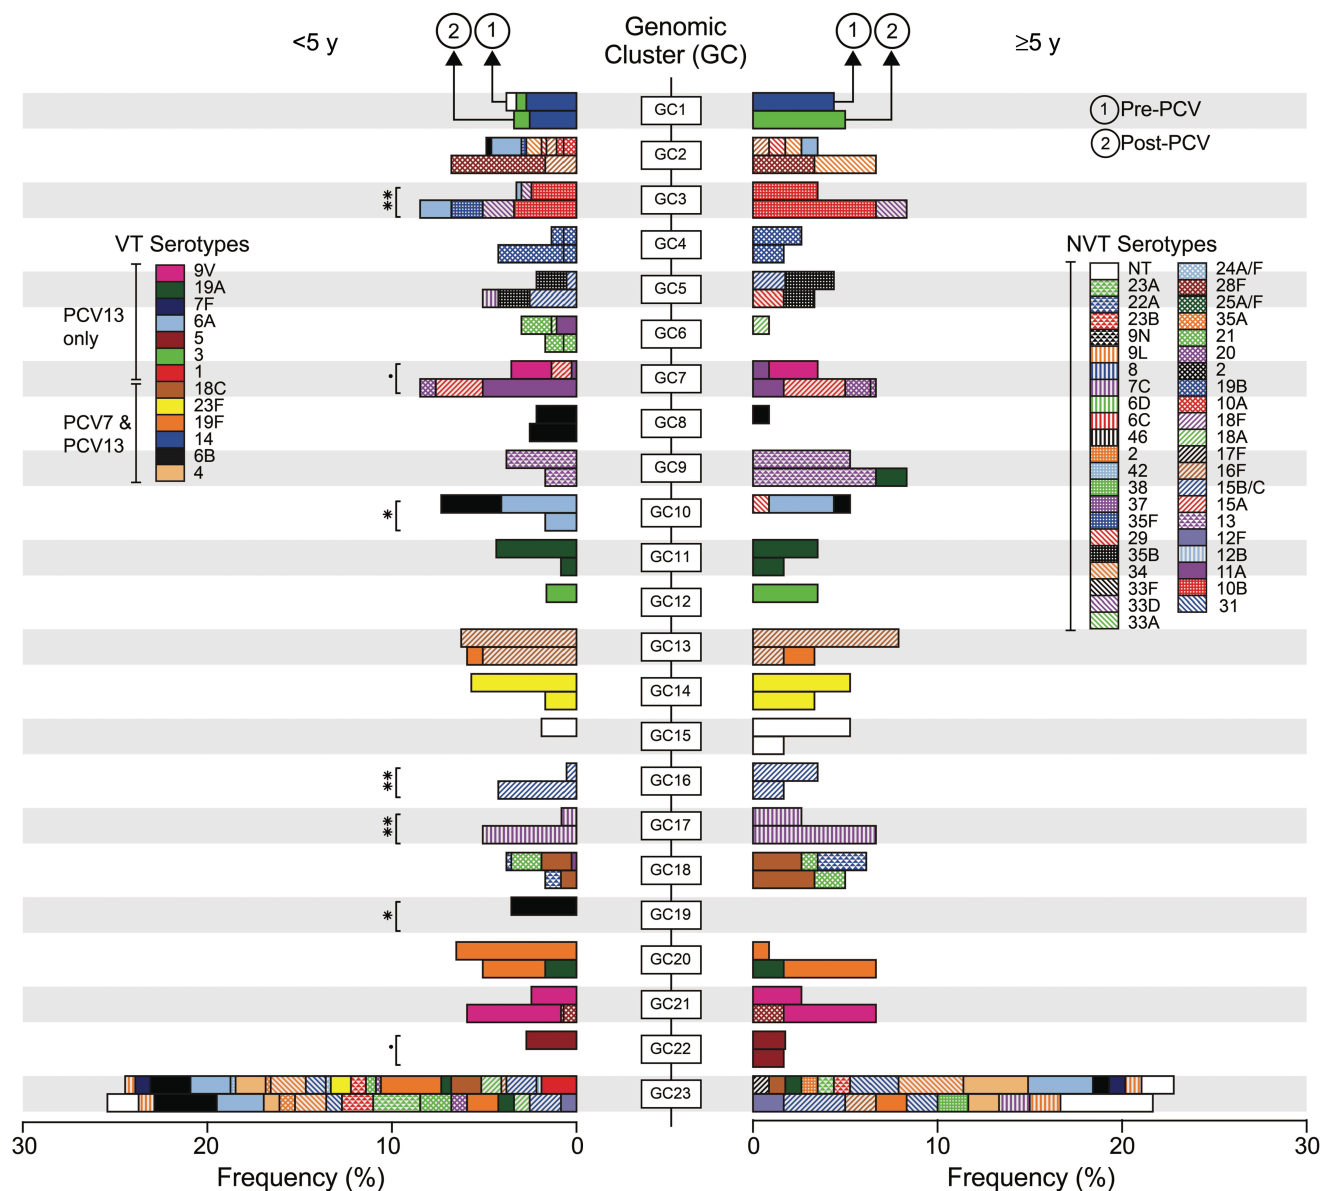 <5 y
2
1
Genomic
Cluster (GC)
1
2
≥5 y
1 Pre-PCV
2 Post-PCV
GC1
GC2
**
GC3
GC4
GC5
GC6
•
GC7
GC8
GC9
*
GC10
GC11
GC12
GC13
GC14
GC15
**
GC16
**
GC17
GC18
*
GC19
GC20
GC21
•
GC22
GC23
VT Serotypes
PCV13
only
PCV7 &
PCV13
9V
19A
7F
6A
5
3
1
18C
23F
19F
14
6B
4
NVT Serotypes
NT
23A
22A
23B
9N
9L
8
7C
6D
6C
46
2
42
38
37
35F
29
35B
34
33F
33D
33A
24A/F
28F
25A/F
35A
21
20
2
19B
10A
18F
18A
17F
16F
15B/C
15A
13
12F
12B
11A
10B
31
30
20
10
0
0
10
20
30
Frequency (%)
Frequency (%)